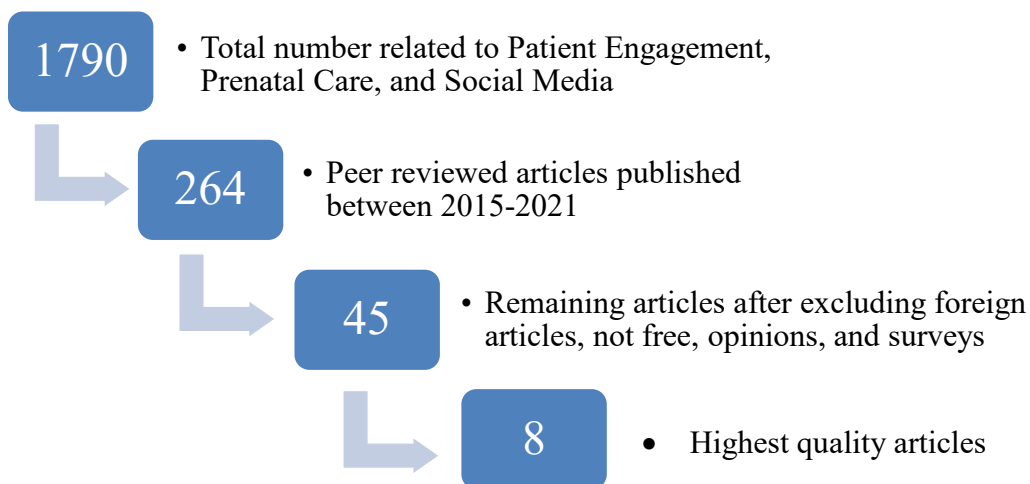 1790
• Total number related to Patient Engagement,
Prenatal Care, and Social Media
264
• Peer reviewed articles published
between 2015-2021
45
• Remaining articles after excluding foreign
articles, not free, opinions, and surveys
8
• Highest quality articles